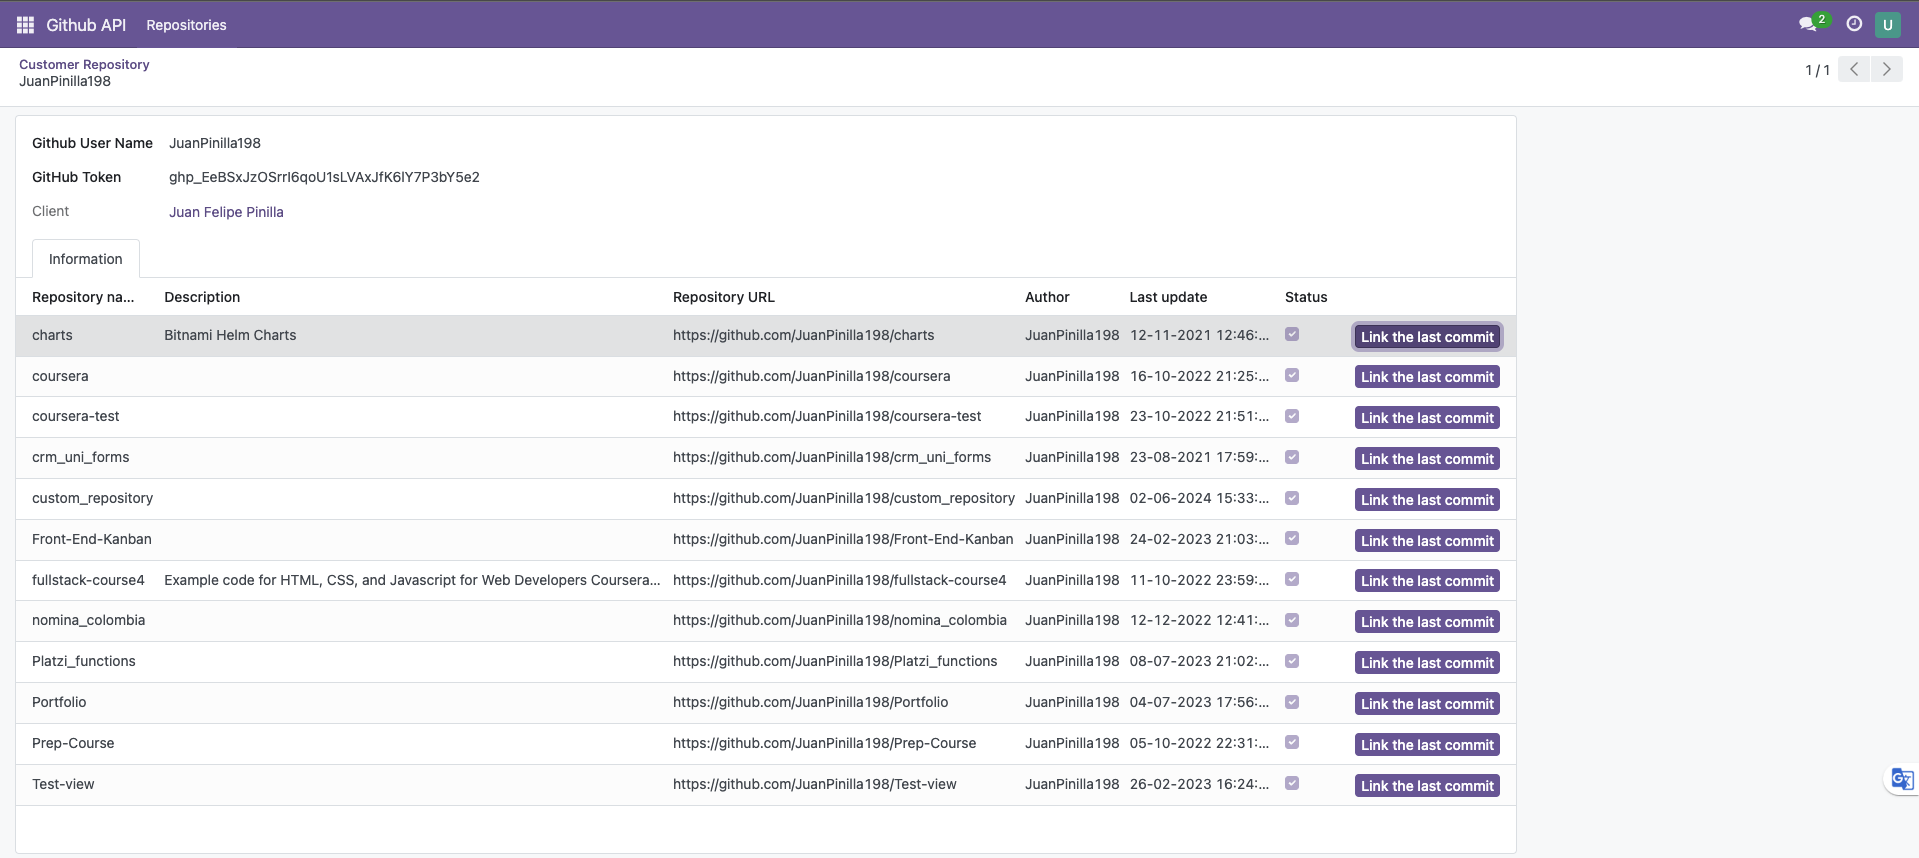 Github API Repositories 2 U
Customer Repository
JuanPinilla198
1 / 1
Github User Name JuanPinilla198
GitHub Token
Client Juan Felipe Pinilla
Information
Repository na... Description Repository URL Author Last update Status
charts Bitnami Helm Charts https://github.com/JuanPinilla198/charts JuanPinilla198 12-11-2021 12:46:... Link the last commit
coursera https://github.com/JuanPinilla198/coursera JuanPinilla198 16-10-2022 21:25:... Link the last commit
coursera-test https://github.com/JuanPinilla198/coursera-test JuanPinilla198 23-10-2022 21:51:... Link the last commit
crm_uni_forms https://github.com/JuanPinilla198/crm_uni_forms JuanPinilla198 23-08-2021 17:59:... Link the last commit
custom_repository https://github.com/JuanPinilla198/custom_repository JuanPinilla198 02-06-2024 15:33:... Link the last commit
Front-End-Kanban https://github.com/JuanPinilla198/Front-End-Kanban JuanPinilla198 24-02-2023 21:03:... Link the last commit
fullstack-course4 Example code for HTML, CSS, and Javascript for Web Developers Coursera... https://github.com/JuanPinilla198/fullstack-course4 JuanPinilla198 11-10-2022 23:59:... Link the last commit
nomina_colombia https://github.com/JuanPinilla198/nomina_colombia JuanPinilla198 12-12-2022 12:41:... Link the last commit
Platzi_functions https://github.com/JuanPinilla198/Platzi_functions JuanPinilla198 08-07-2023 21:02:... Link the last commit
Portfolio https://github.com/JuanPinilla198/Portfolio JuanPinilla198 04-07-2023 17:56:... Link the last commit
Prep-Course https://github.com/JuanPinilla198/Prep-Course JuanPinilla198 05-10-2022 22:31:... Link the last commit
Test-view https://github.com/JuanPinilla198/Test-view JuanPinilla198 26-02-2023 16:24:... Link the last commit